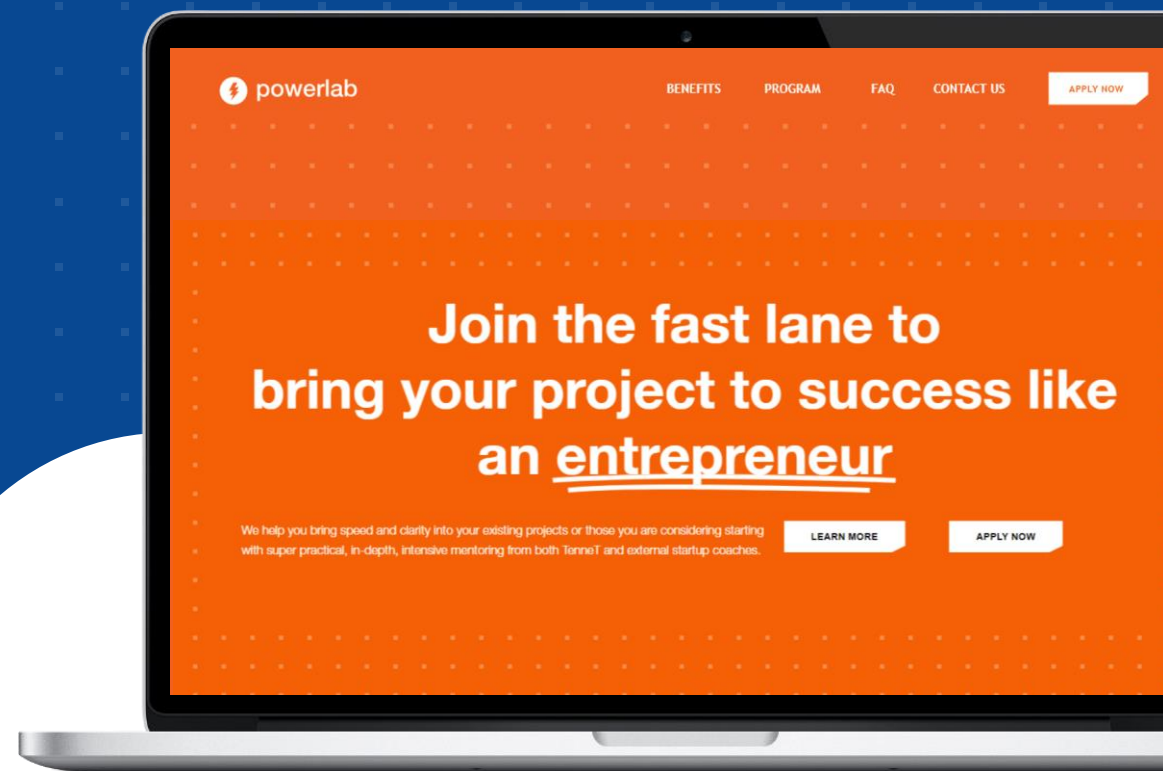 powerlab
BENEFITS
PROGRAM
FAQ
CONTACT US
APPLY NOW
Join the fast lane to
bring your project to success like
an entrepreneur
We help you bring speed and clarity into your existing projects or those you are considering starting
with super practical, in-depth, intensive mentoring from both TenneT and external startup coaches.
LEARN MORE
APPLY NOW